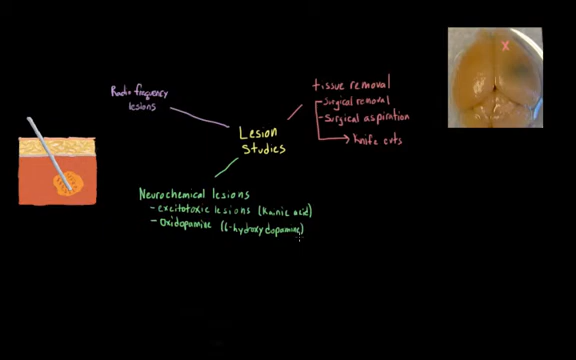 Radio frequency
lesions
tissue removal
-Surgical removal
-Surgical aspiration
→ Knife cuts
Lesion
Studies
Neurochemical lesions
- excitotoxic lesions (Kainic acid)
- Oxidopamine (6-hydroxydopamine)
x